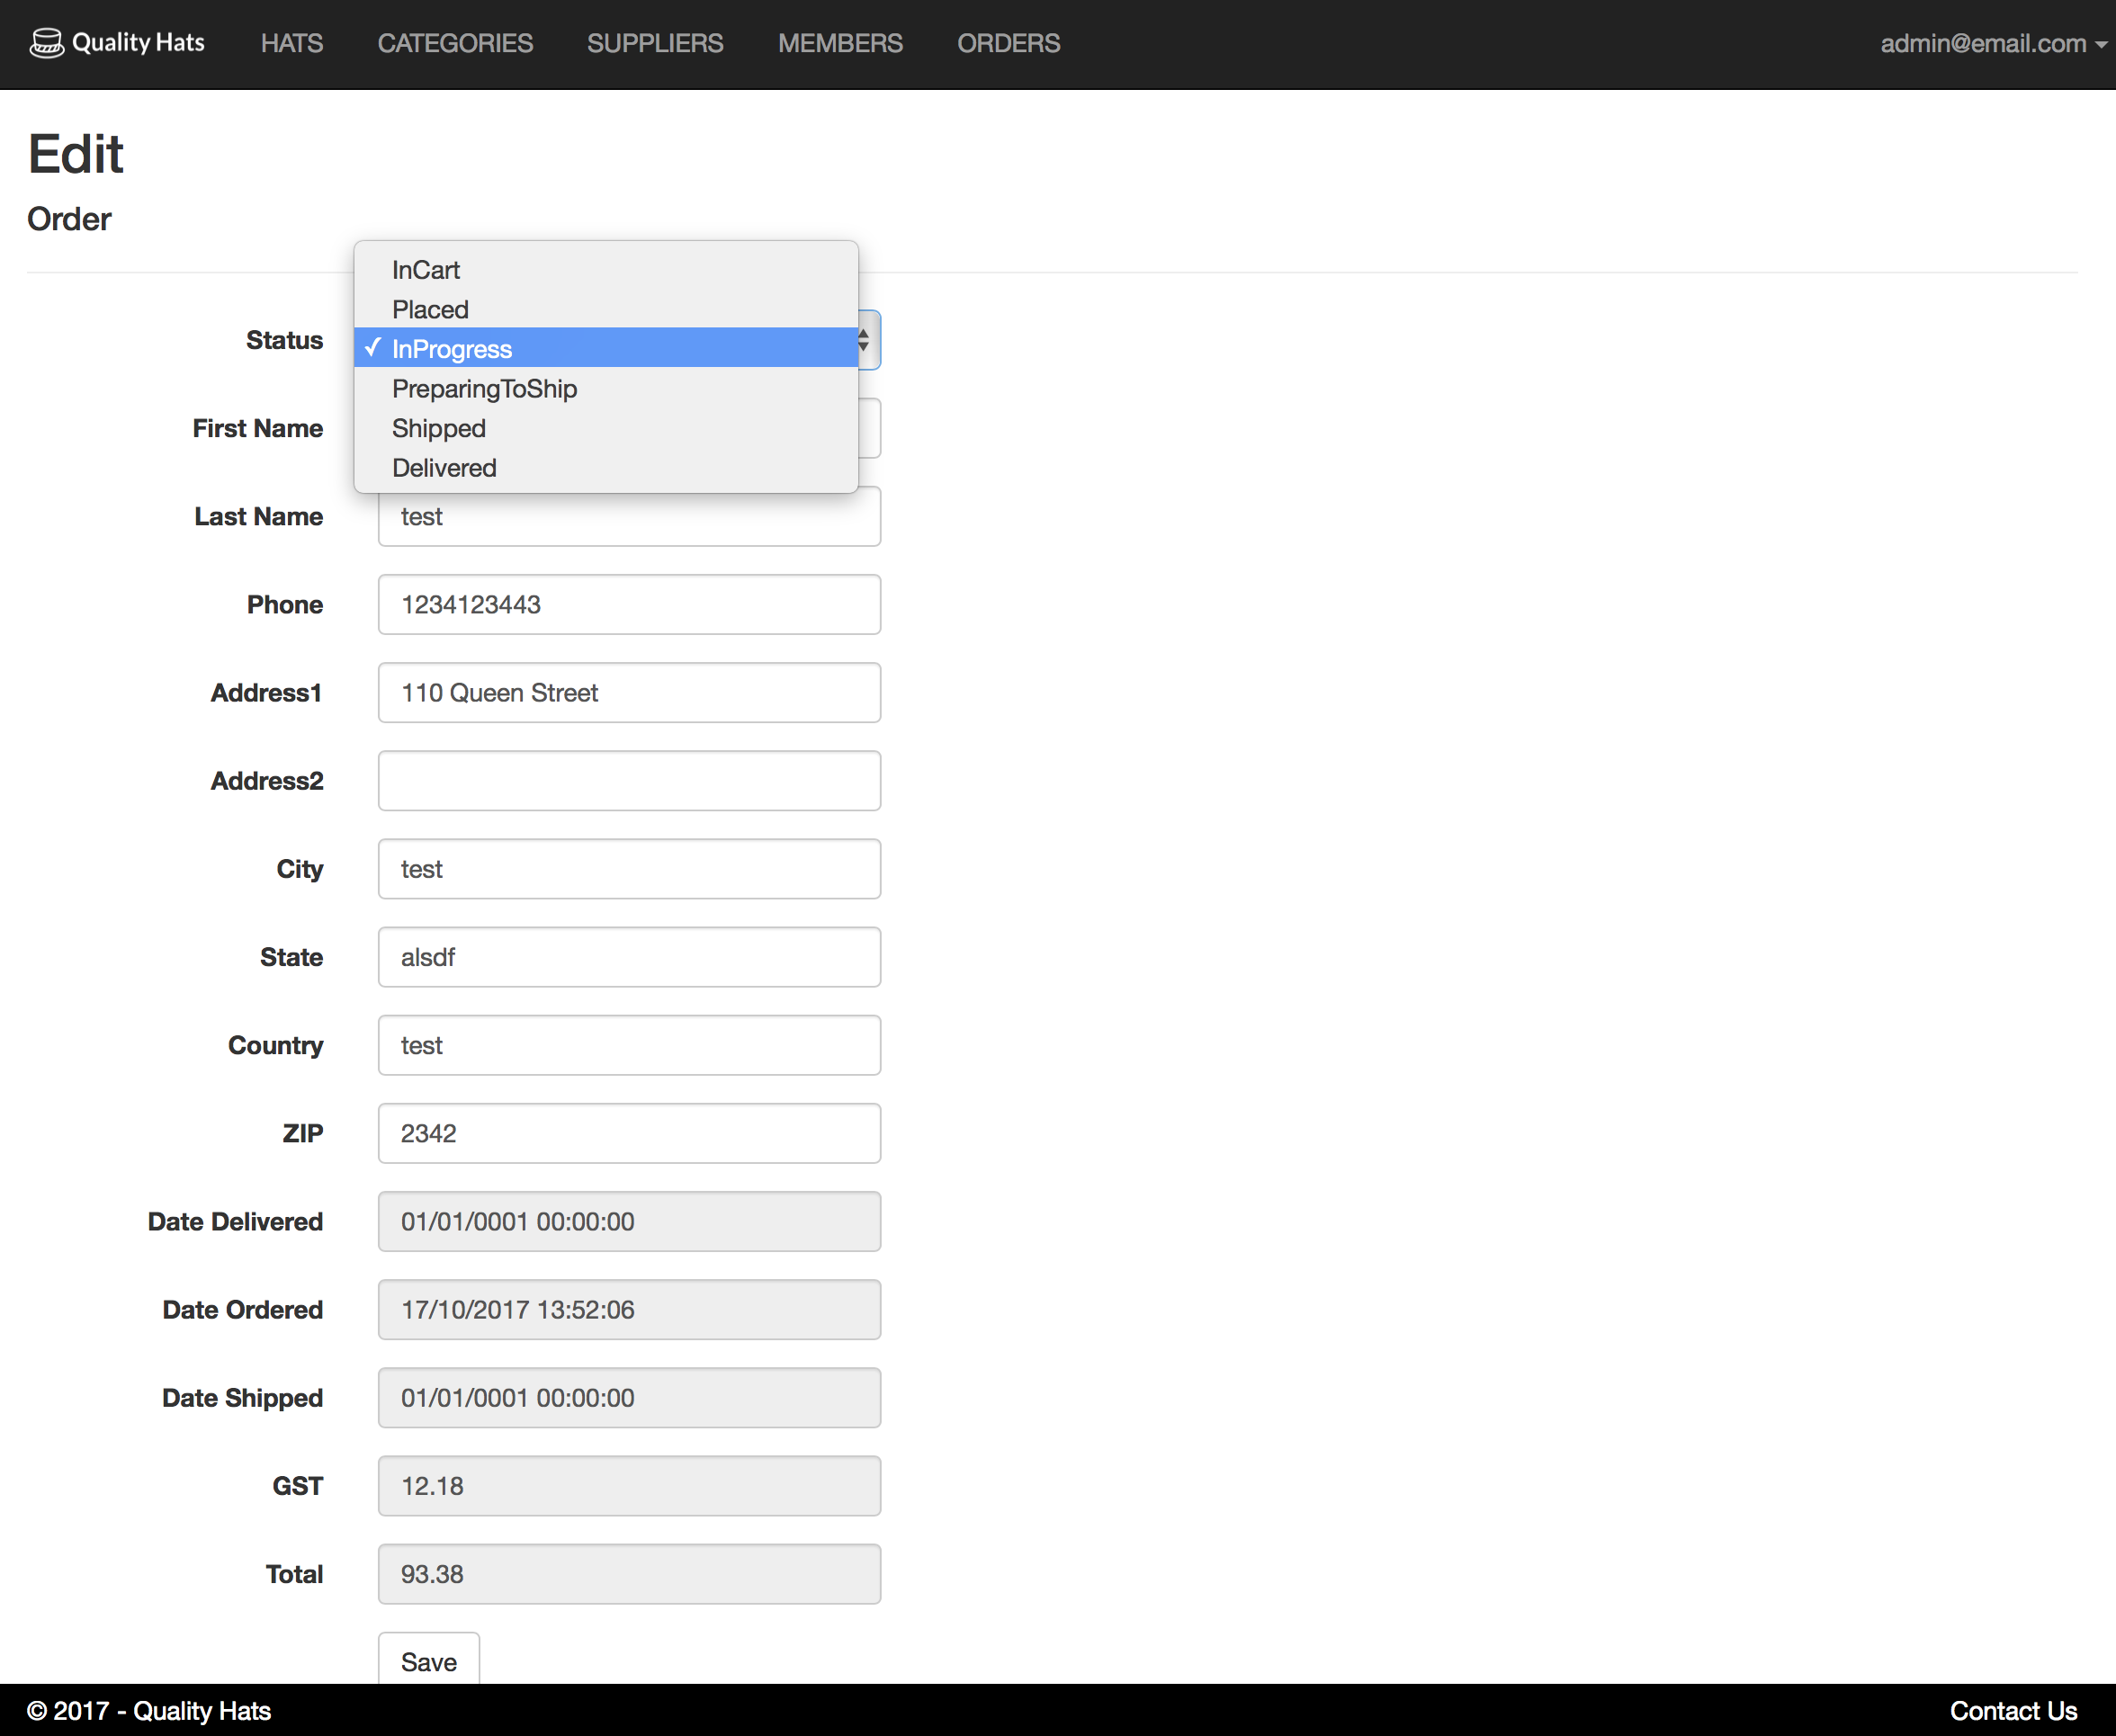 Quality Hats HATS CATEGORIES SUPPLIERS MEMBERS ORDERS admin@email.com
Edit
Order
InCart
Placed
Status
✓ InProgress
PreparingToShip
First Name
Shipped
Delivered
Last Name test
Phone 1234123443
Address1 110 Queen Street
Address2
City test
State alsdf
Country test
ZIP 2342
Date Delivered 01/01/0001 00:00:00
Date Ordered 17/10/2017 13:52:06
Date Shipped 01/01/0001 00:00:00
GST 12.18
Total 93.38
Save
© 2017 - Quality Hats Contact Us